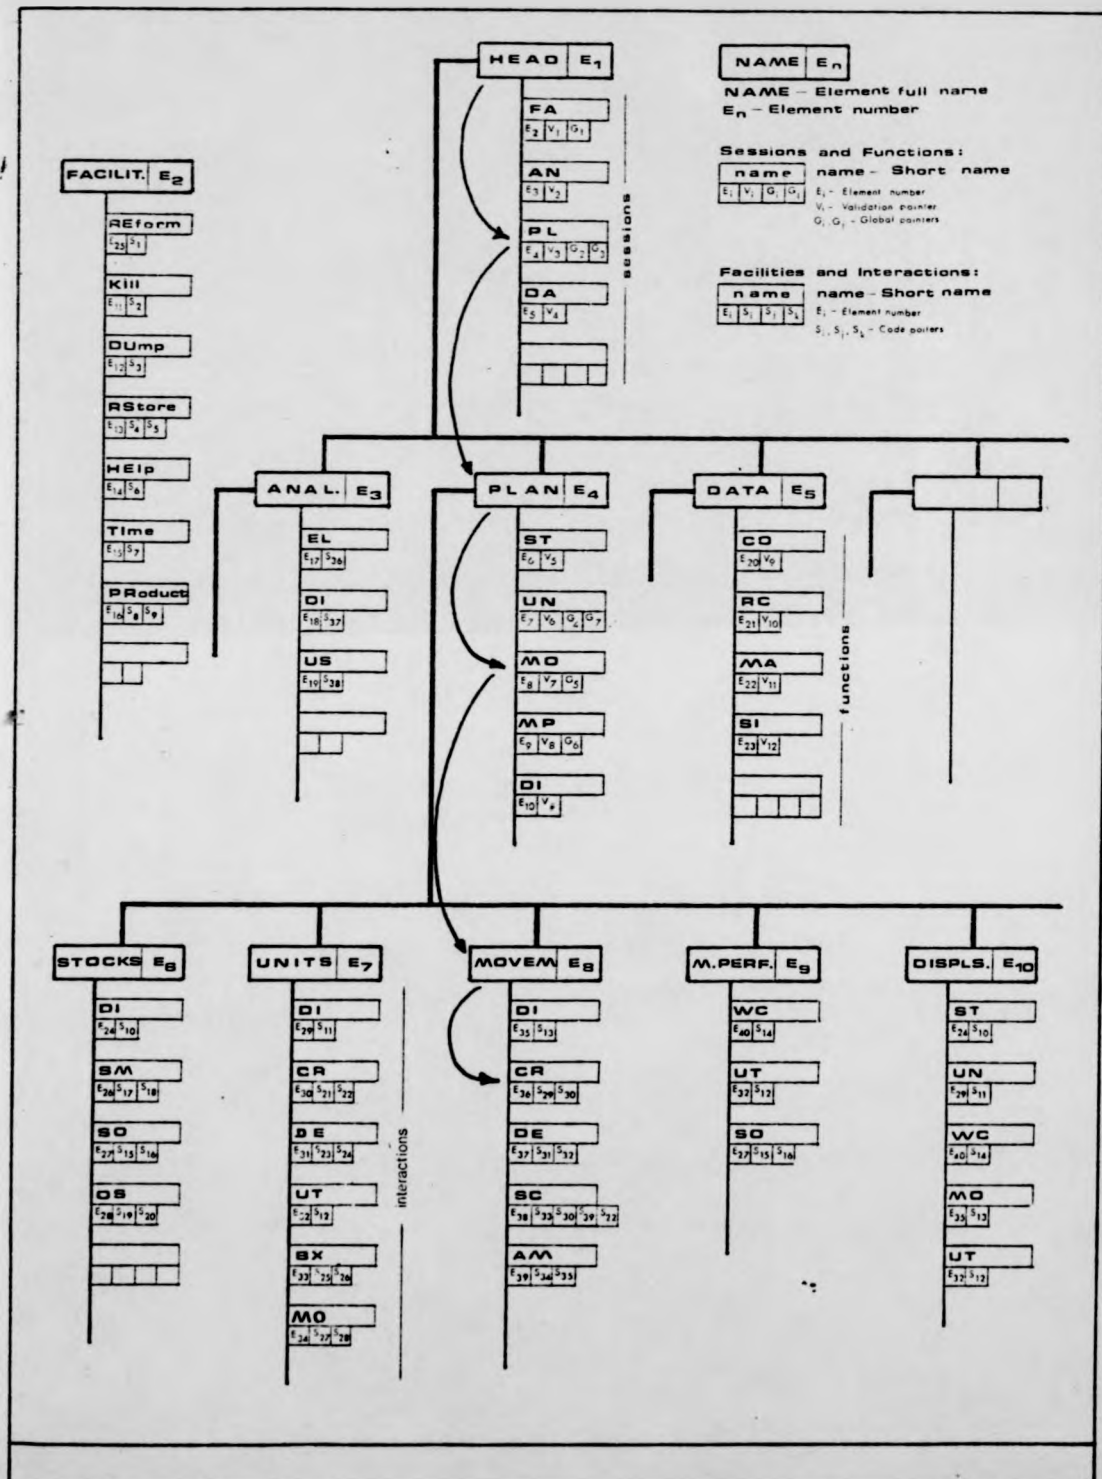 HEAD E1
FA
E2 V1 G1
AN
E3 V2
PL
E4 V3 G2 G3
DA
E5 V4
sessions
NAME En
NAME - Element full name
En - Element number
Sessions and Functions:
name name - Short name
Ei Vi Gi Gj Ei - Element number
Vi - Validation pointer
Gi, Gj - Global pointers
Facilities and Interactions:
name name - Short name
Ei Si Sj Sk Ei - Element number
Si, Sj, Sk - Code poiters
FACILIT. E2
REform
E25 S1
Kill
E11 S2
DUmp
E12 S3
RStore
E13 S4 S5
HElp
E14 S6
TIme
E15 S7
PRoduct
E16 S8 S9
ANAL. E3
EL
E17 S36
DI
E18 S37
US
E19 S38
PLAN E4
ST
E6 V5
UN
E7 V6 G4 G7
MO
E8 V7 G5
MP
E9 V8 G6
DI
E10
DATA E5
CO
E20 V9
RC
E21 V10
MA
E22 V11
SI
E23 V12
functions
STOCKS E6
DI
E24 S10
SM
E26 S17 S18
SO
E27 S15 S16
OS
E28 S19 S20
UNITS E7
DI
E29 S11
CR
E30 S21 S22
DE
E31 S23 S24
UT
E32 S12
BX
E33 S25 S26
MO
E34 S27 S28
interactions
MOVEM E8
DI
E35 S13
CR
E36 S29 S30
DE
E37 S31 S32
SC
E38 S33 S30 S39 S22
AM
E39 S34 S35
M.PERF. E9
WC
E40 S14
UT
E32 S12
SO
E27 S15 S16
DISPLS. E10
ST
E24 S10
UN
E29 S11
WC
E40 S14
MO
E35 S13
UT
E32 S12